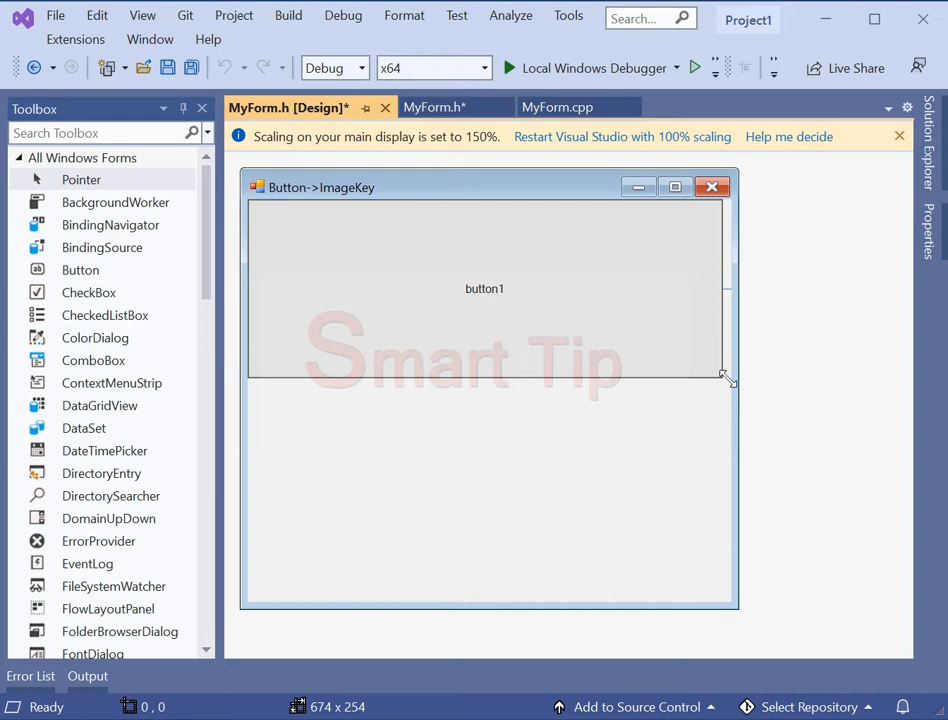 File Edit View Git Project Build Debug Format Test Analyze Tools Search... Project1
Extensions Window Help
Debug x64 Local Windows Debugger Live Share
Toolbox
MyForm.h [Design]* MyForm.h* MyForm.cpp
Search Toolbox
Scaling on your main display is set to 150%. Restart Visual Studio with 100% scaling Help me decide
Solution Explorer
Properties
All Windows Forms
Pointer
BackgroundWorker
BindingNavigator
BindingSource
Button
CheckBox
CheckedListBox
ColorDialog
ComboBox
ContextMenuStrip
DataGridView
DataSet
DateTimePicker
DirectoryEntry
DirectorySearcher
DomainUpDown
ErrorProvider
EventLog
FileSystemWatcher
FlowLayoutPanel
FolderBrowserDialog
FontDialog
Button->ImageKey
button1
Smart Tip
Error List Output
Ready 0 , 0 674 x 254 Add to Source Control Select Repository